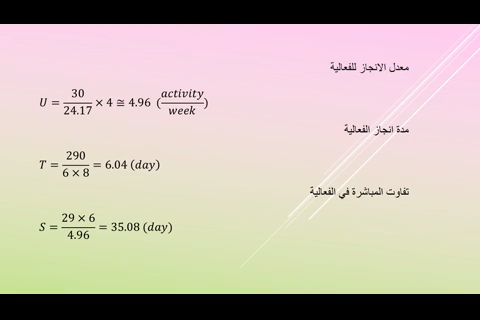 معدل الانجاز للفعالية
U = 30/24.17 × 4 ≅ 4.96 (activity/week)
مدة انجاز الفعالية
T = 290/(6 × 8) = 6.04 (day)
تفاوت المباشرة في الفعالية
S = (29 × 6)/4.96 = 35.08 (day)